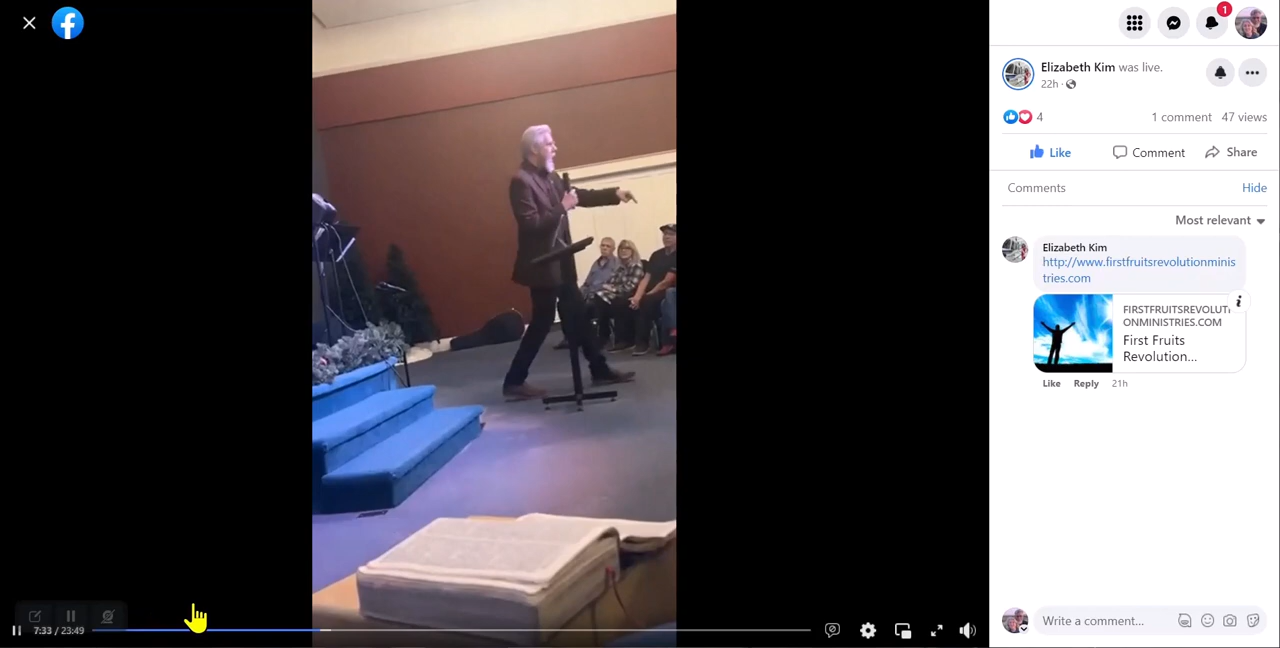 1
Elizabeth Kim was live.
22h ·
4
1 comment 47 views
Like Comment Share
Comments Hide
Most relevant
Elizabeth Kim
http://www.firstfruitsrevolutionminis
tries.com
FIRSTFRUITSREVOLUTI
ONMINISTRIES.COM
First Fruits
Revolution...
Like Reply 21h
7:33 / 23:49
Write a comment...